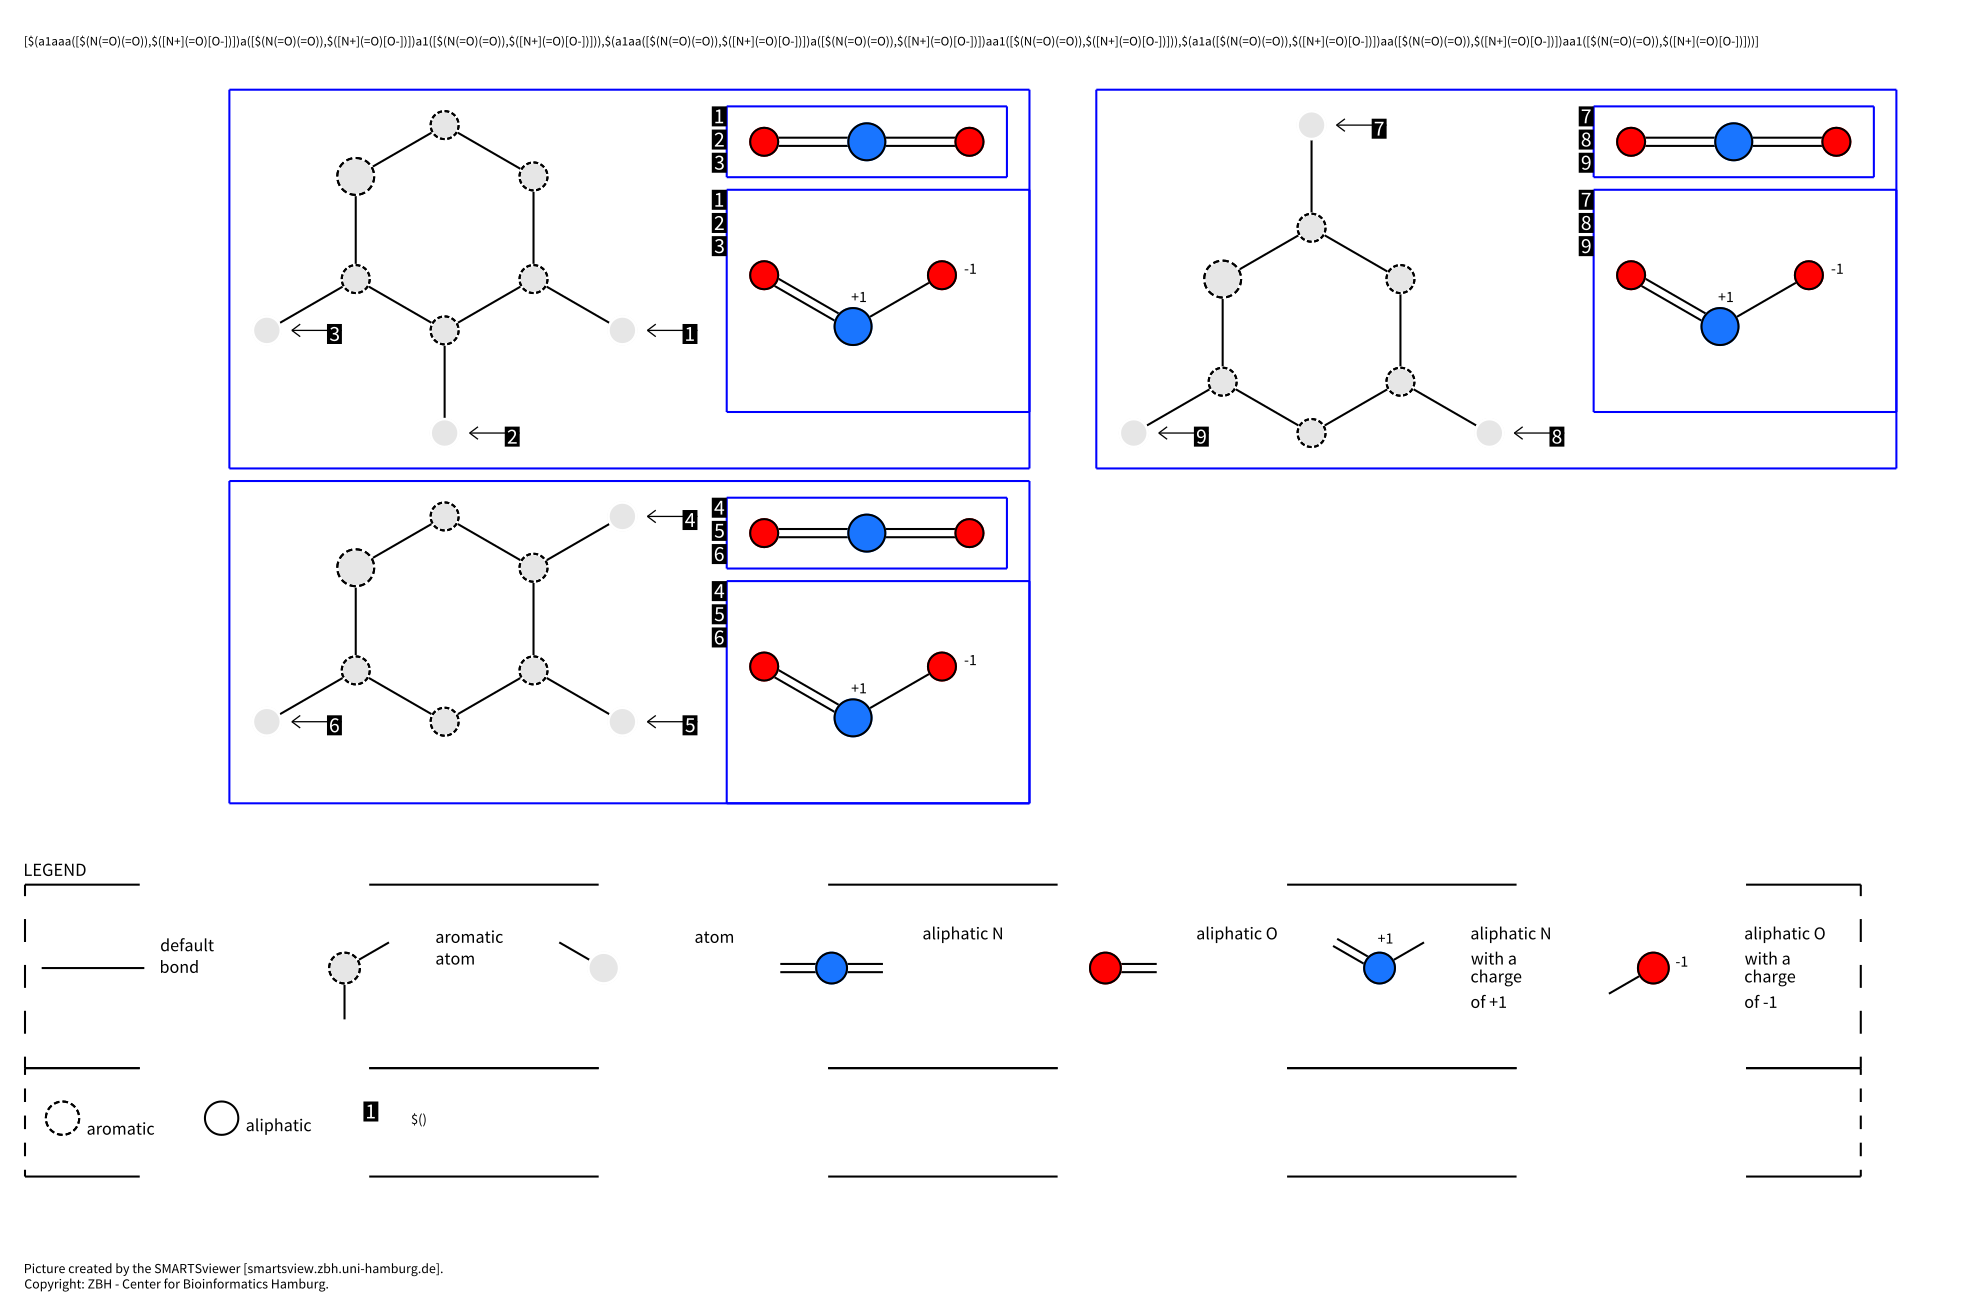 [$(a1aaa([$(N(=O)(=O)),$([N+](=O)[O-])])a([$(N(=O)(=O)),$([N+](=O)[O-])])a1([$(N(=O)(=O)),$([N+](=O)[O-])])),$(a1aa([$(N(=O)(=O)),$([N+](=O)[O-])])a([$(N(=O)(=O)),$([N+](=O)[O-])])aa1([$(N(=O)(=O)),$([N+](=O)[O-])])),$(a1a([$(N(=O)(=O)),$([N+](=O)[O-])])aa([$(N(=O)(=O)),$([N+](=O)[O-])])aa1([$(N(=O)(=O)),$([N+](=O)[O-])]))]
1
2
3
1
2
3
-1
+1
3
1
2
7
7
8
9
7
8
9
-1
+1
9
8
4
4
5
6
4
5
6
-1
+1
6
5
LEGEND
default
bond
aromatic
atom
atom
aliphatic N
aliphatic O
+1
aliphatic N
with a
charge
of +1
-1
aliphatic O
with a
charge
of -1
aromatic
aliphatic
1
$()
Picture created by the SMARTSviewer [smartsview.zbh.uni-hamburg.de].
Copyright: ZBH - Center for Bioinformatics Hamburg.